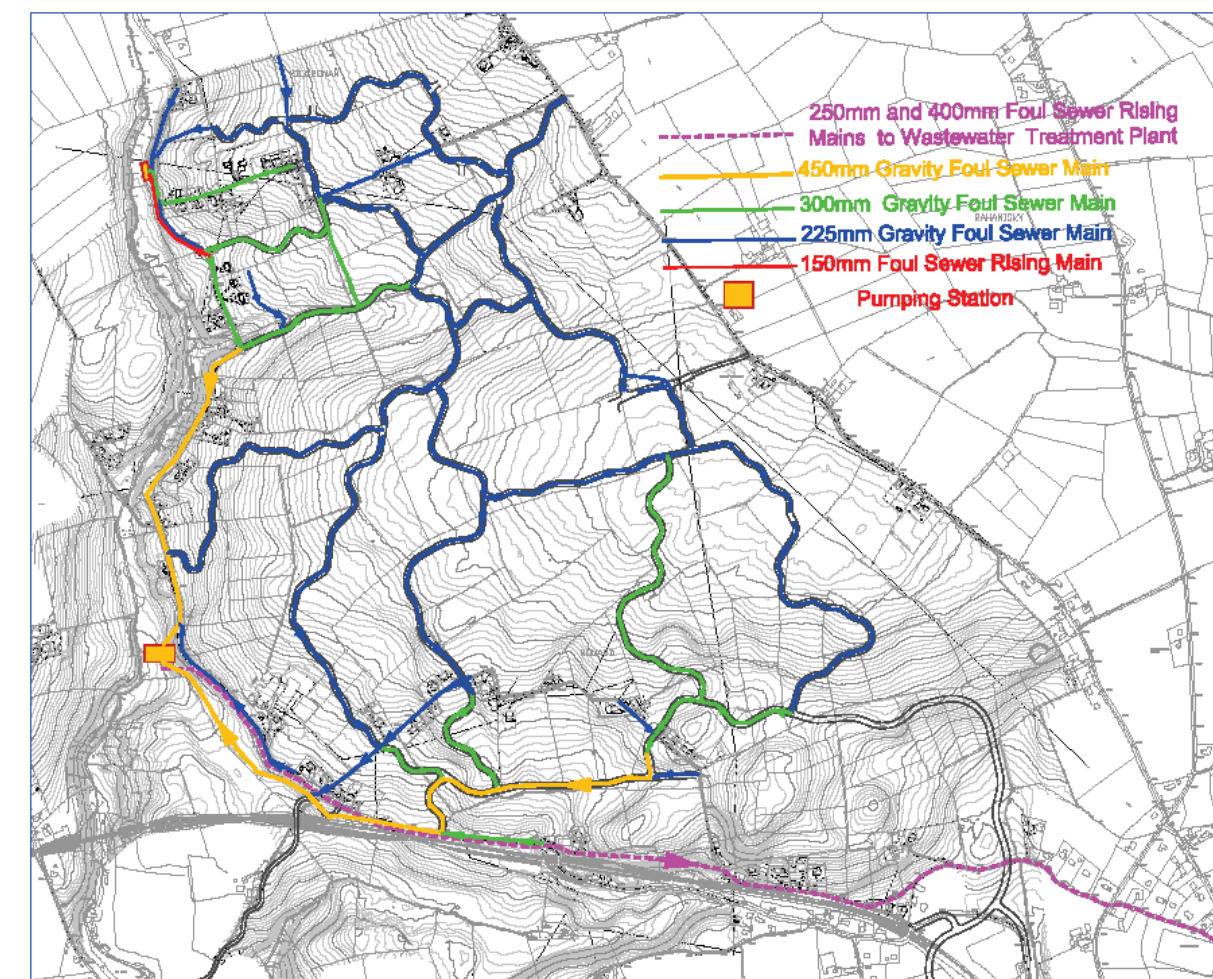 250mm and 400mm Foul Sewer Rising
Mains to Wastewater Treatment Plant
450mm Gravity Foul Sewer Main
300mm Gravity Foul Sewer Main
RAHANISKY
225mm Gravity Foul Sewer Main
150mm Foul Sewer Rising Main
Pumping Station